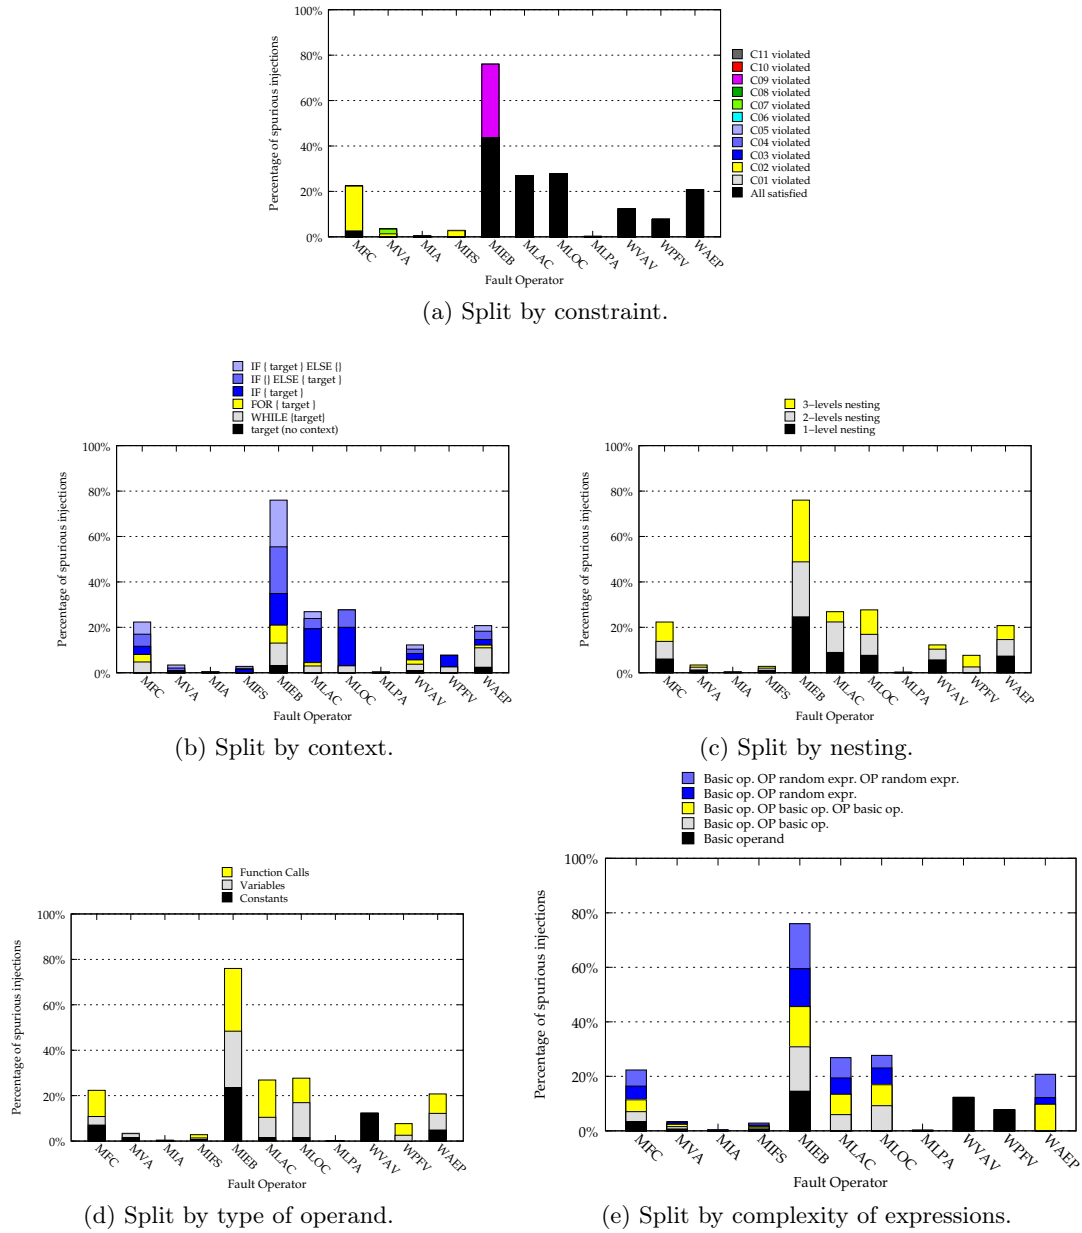 100%
80%
60%
40%
20%
0%
Percentage of spurious injections
MFC
MVA
MIA
MIFS
MIEB
MLAC
MLOC
MLPA
WVAV
WPFV
WAEP
Fault Operator
C11 violated
C10 violated
C09 violated
C08 violated
C07 violated
C06 violated
C05 violated
C04 violated
C03 violated
C02 violated
C01 violated
All satisfied
(a) Split by constraint.
IF { target } ELSE {}
IF {} ELSE { target }
IF { target }
FOR { target }
WHILE {target}
target (no context)
100%
80%
60%
40%
20%
0%
Percentage of spurious injections
MFC
MVA
MIA
MIFS
MIEB
MLAC
MLOC
MLPA
WVAV
WPFV
WAEP
Fault Operator
(b) Split by context.
3−levels nesting
2−levels nesting
1−level nesting
100%
80%
60%
40%
20%
0%
Percentage of spurious injections
MFC
MVA
MIA
MIFS
MIEB
MLAC
MLOC
MLPA
WVAV
WPFV
WAEP
Fault Operator
(c) Split by nesting.
Function Calls
Variables
Constants
100%
80%
60%
40%
20%
0%
Percentage of spurious injections
MFC
MVA
MIA
MIFS
MIEB
MLAC
MLOC
MLPA
WVAV
WPFV
WAEP
Fault Operator
(d) Split by type of operand.
Basic op. OP random expr. OP random expr.
Basic op. OP random expr.
Basic op. OP basic op. OP basic op.
Basic op. OP basic op.
Basic operand
100%
80%
60%
40%
20%
0%
Percentage of spurious injections
MFC
MVA
MIA
MIFS
MIEB
MLAC
MLOC
MLPA
WVAV
WPFV
WAEP
Fault Operator
(e) Split by complexity of expressions.